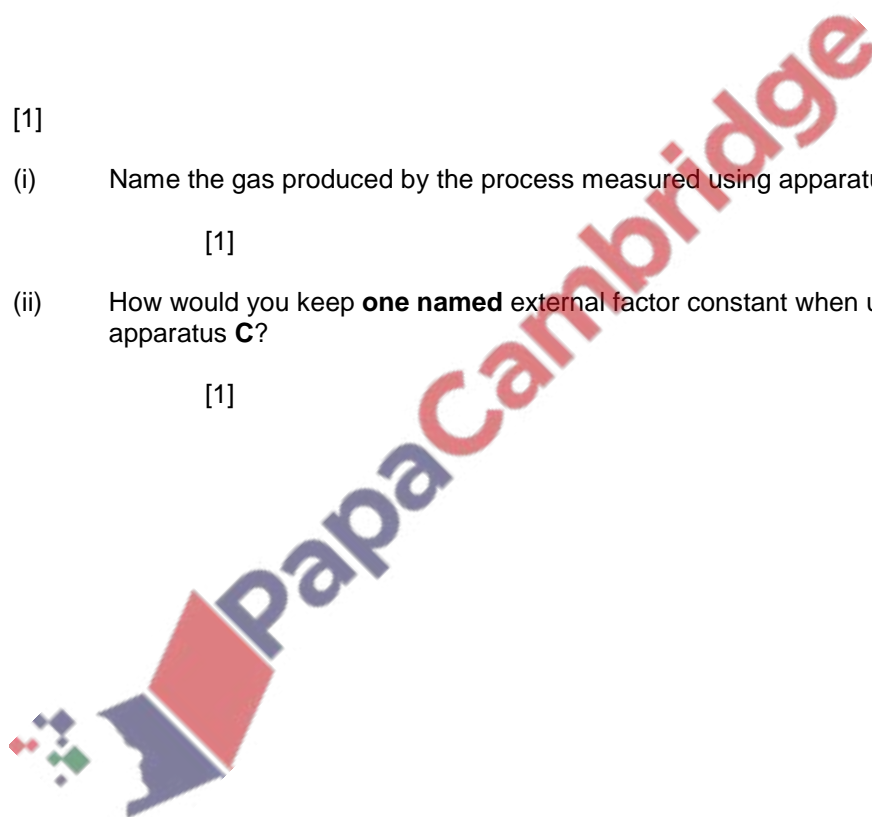 [1]
(i) Name the gas produced by the process measured using
[1]
(ii) How would you keep one named external factor constant when
apparatus C?
[1]
PapaCambridge